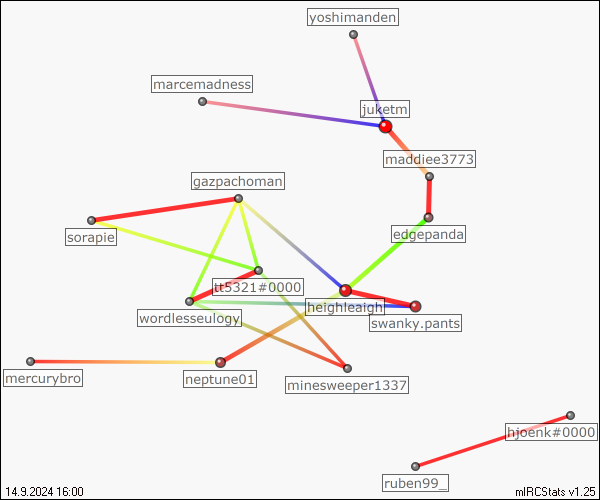 yoshimanden
marcemadness
juketm
maddiee3773
gazpachoman
sorapie
edgepanda
tt5321#0000
heighleaigh
wordlesseulogy
swanky.pants
mercurybro
neptune01
minesweeper1337
hjoenk#0000
ruben99_
14.9.2024 16:00
mIRCStats v1.25